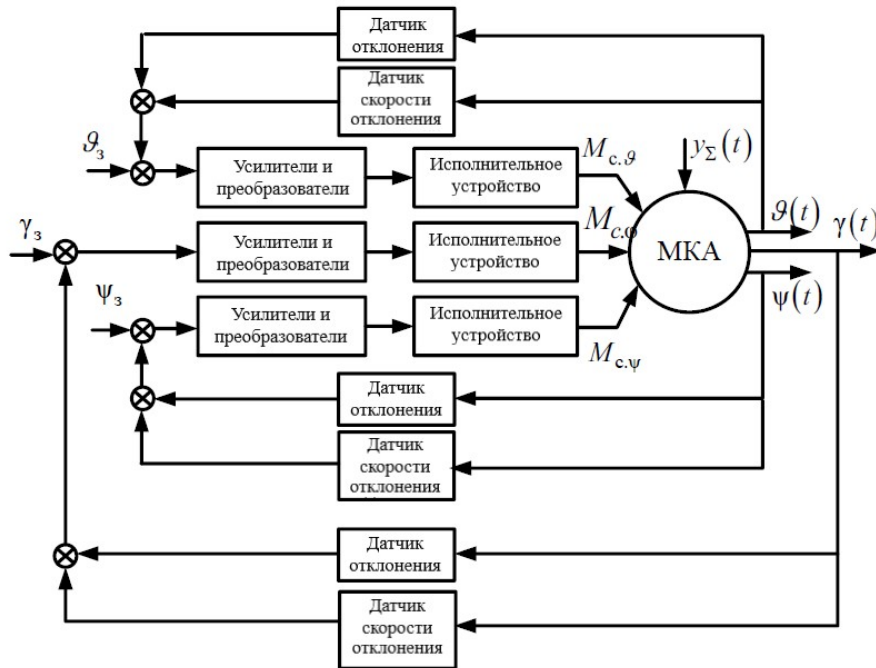 Датчик
отклонения
Датчик
скорости
отклонения
ϑз
Усилители и
преобразователи
Исполнительное
устройство
Mс.ϑ
yΣ(t)
ϑ(t)
γз
Усилители и
преобразователи
Исполнительное
устройство
Mс.φ
МКА
γ(t)
ψз
Усилители и
преобразователи
Исполнительное
устройство
Mс.ψ
ψ(t)
Датчик
отклонения
Датчик
скорости
отклонения
Датчик
отклонения
Датчик
скорости
отклонения